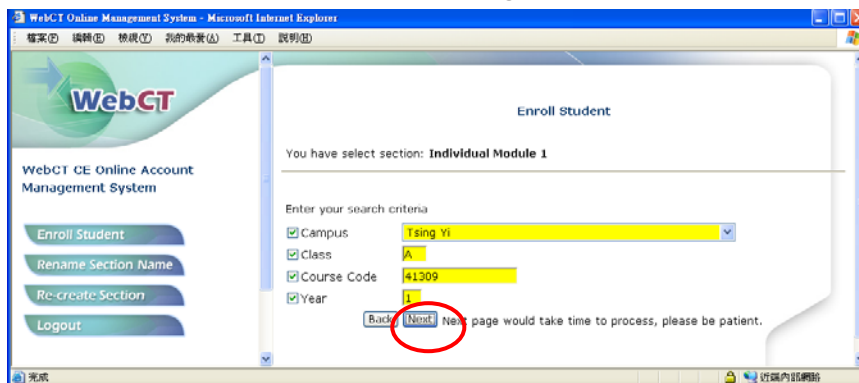 WebCT Online Management System - Microsoft Internet Explorer
檔案(F) 編輯(E) 檢視(V) 我的最愛(A) 工具(T) 說明(H)
WebCT
WebCT CE Online Account
Management System
Enroll Student
Rename Section Name
Re-create Section
Logout
Enroll Student
You have select section: Individual Module 1
Enter your search criteria
Campus Tsing Yi
Class A
Course Code 41309
Year 1
Back Next Next page would take time to process, please be patient.
完成 近端內部網路